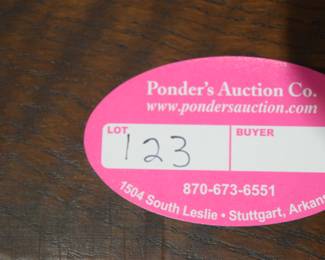 Ponder's Auction Co.
www.pondersauction.com
LOT BUYER
123
870-673-6551
1504 South Leslie • Stuttgart, Arkan